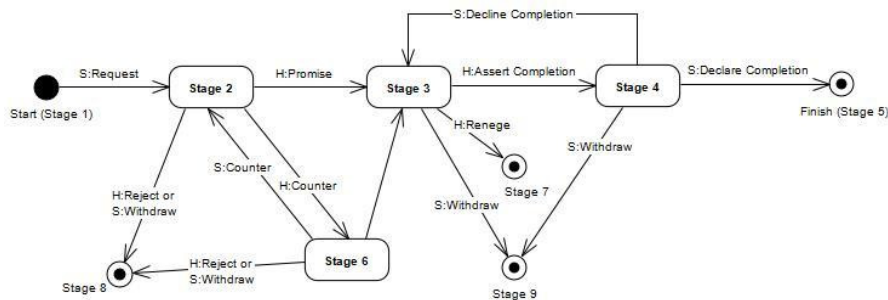 S:Decline Completion
S:Request
Stage 2
H:Promise
Stage 3
H:Assert Completion
Stage 4
S:Declare Completion
Start (Stage 1)
Finish (Stage 5)
H:Renege
S:Withdraw
Stage 7
S:Counter
H:Counter
H:Reject or
S:Withdraw
S:Withdraw
Stage 6
H:Reject or
S:Withdraw
Stage 8
Stage 9